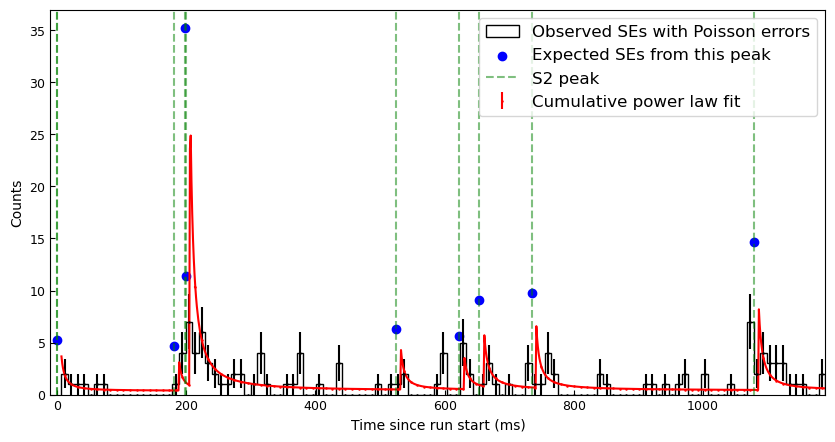 Observed SEs with Poisson errors
Expected SEs from this peak
S2 peak
Cumulative power law fit
Counts
35
30
25
20
15
10
5
0
0 200 400 600 800 1000
Time since run start (ms)